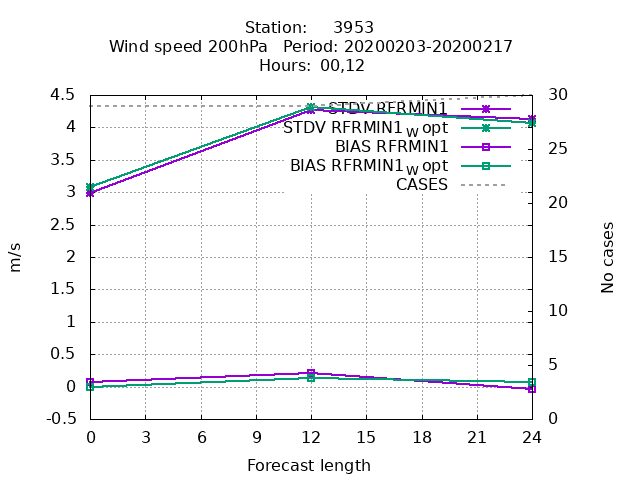 Station: 3953
Wind speed 200hPa Period: 20200203-20200217
Hours: 00,12
4.5
4
3.5
3
2.5
2
1.5
1
0.5
0
-0.5
m/s
STDV RFRMIN1
STDV RFRMIN1w opt
BIAS RFRMIN1
BIAS RFRMIN1w opt
CASES
30
25
20
15
10
5
0
No cases
0 3 6 9 12 15 18 21 24
Forecast length